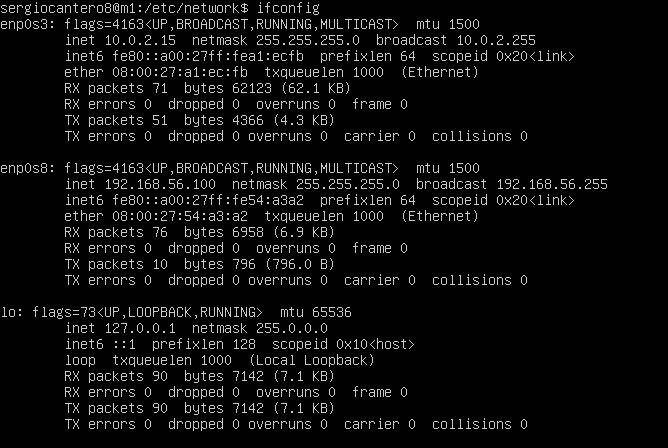 sergiocantero8@m1:/etc/network$ ifconfig
enp0s3: flags=4163<UP,BROADCAST,RUNNING,MULTICAST>  mtu 1500
        inet 10.0.2.15  netmask 255.255.255.0  broadcast 10.0.2.255
        inet6 fe80::a00:27ff:fea1:ecfb  prefixlen 64  scopeid 0x20<link>
        ether 08:00:27:a1:ec:fb  txqueuelen 1000  (Ethernet)
        RX packets 71  bytes 62123 (62.1 KB)
        RX errors 0  dropped 0  overruns 0  frame 0
        TX packets 51  bytes 4366 (4.3 KB)
        TX errors 0  dropped 0 overruns 0  carrier 0  collisions 0

enp0s8: flags=4163<UP,BROADCAST,RUNNING,MULTICAST>  mtu 1500
        inet 192.168.56.100  netmask 255.255.255.0  broadcast 192.168.56.255
        inet6 fe80::a00:27ff:fe54:a3a2  prefixlen 64  scopeid 0x20<link>
        ether 08:00:27:54:a3:a2  txqueuelen 1000  (Ethernet)
        RX packets 76  bytes 6958 (6.9 KB)
        RX errors 0  dropped 0  overruns 0  frame 0
        TX packets 10  bytes 796 (796.0 B)
        TX errors 0  dropped 0 overruns 0  carrier 0  collisions 0

lo: flags=73<UP,LOOPBACK,RUNNING>  mtu 65536
        inet 127.0.0.1  netmask 255.0.0.0
        inet6 ::1  prefixlen 128  scopeid 0x10<host>
        loop  txqueuelen 1000  (Local Loopback)
        RX packets 90  bytes 7142 (7.1 KB)
        RX errors 0  dropped 0  overruns 0  frame 0
        TX packets 90  bytes 7142 (7.1 KB)
        TX errors 0  dropped 0 overruns 0  carrier 0  collisions 0